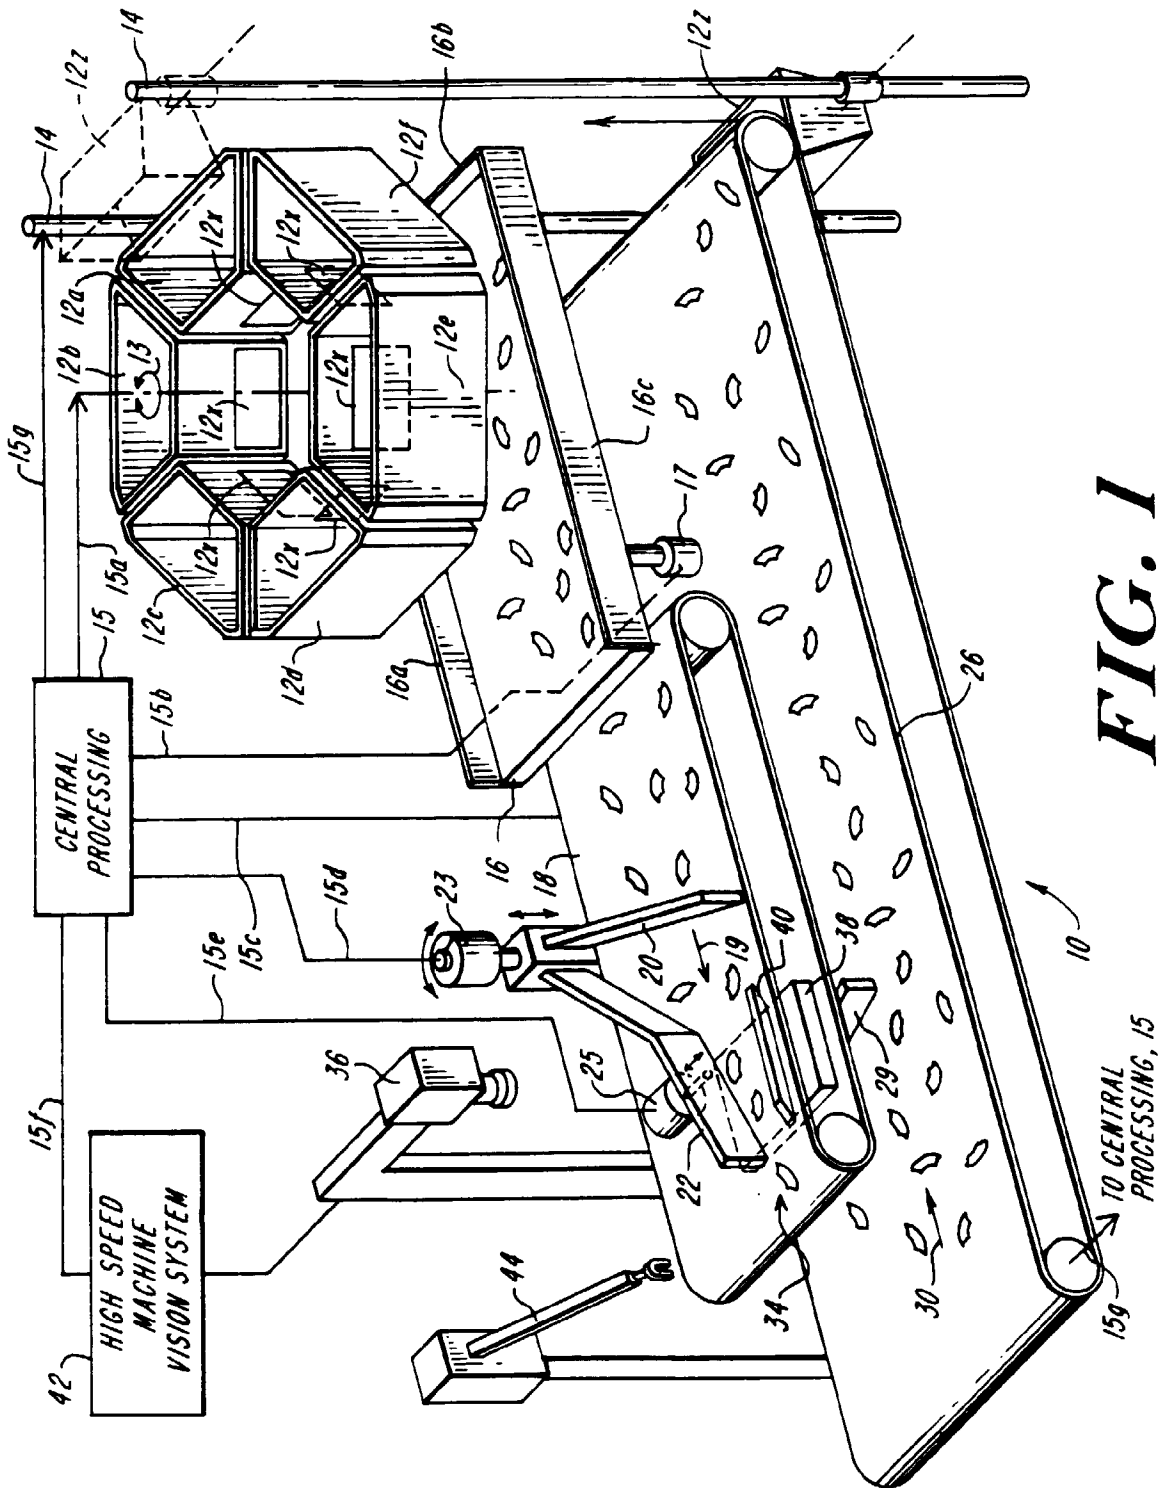 14
12z
14
16b
12z
12f
12x
12x
12a
12b
13
12x
12x
12e
16c
17
15g
15a
12c
12x
12x
12d
16a
15
CENTRAL
PROCESSING
15b
15e
15c
15d
23
16
18
20
19
40
38
26
10
36
25
22
29
15f
42
HIGH SPEED
MACHINE
VISION SYSTEM
44
34
30
15g
TO CENTRAL
PROCESSING, 15
FIG. 1